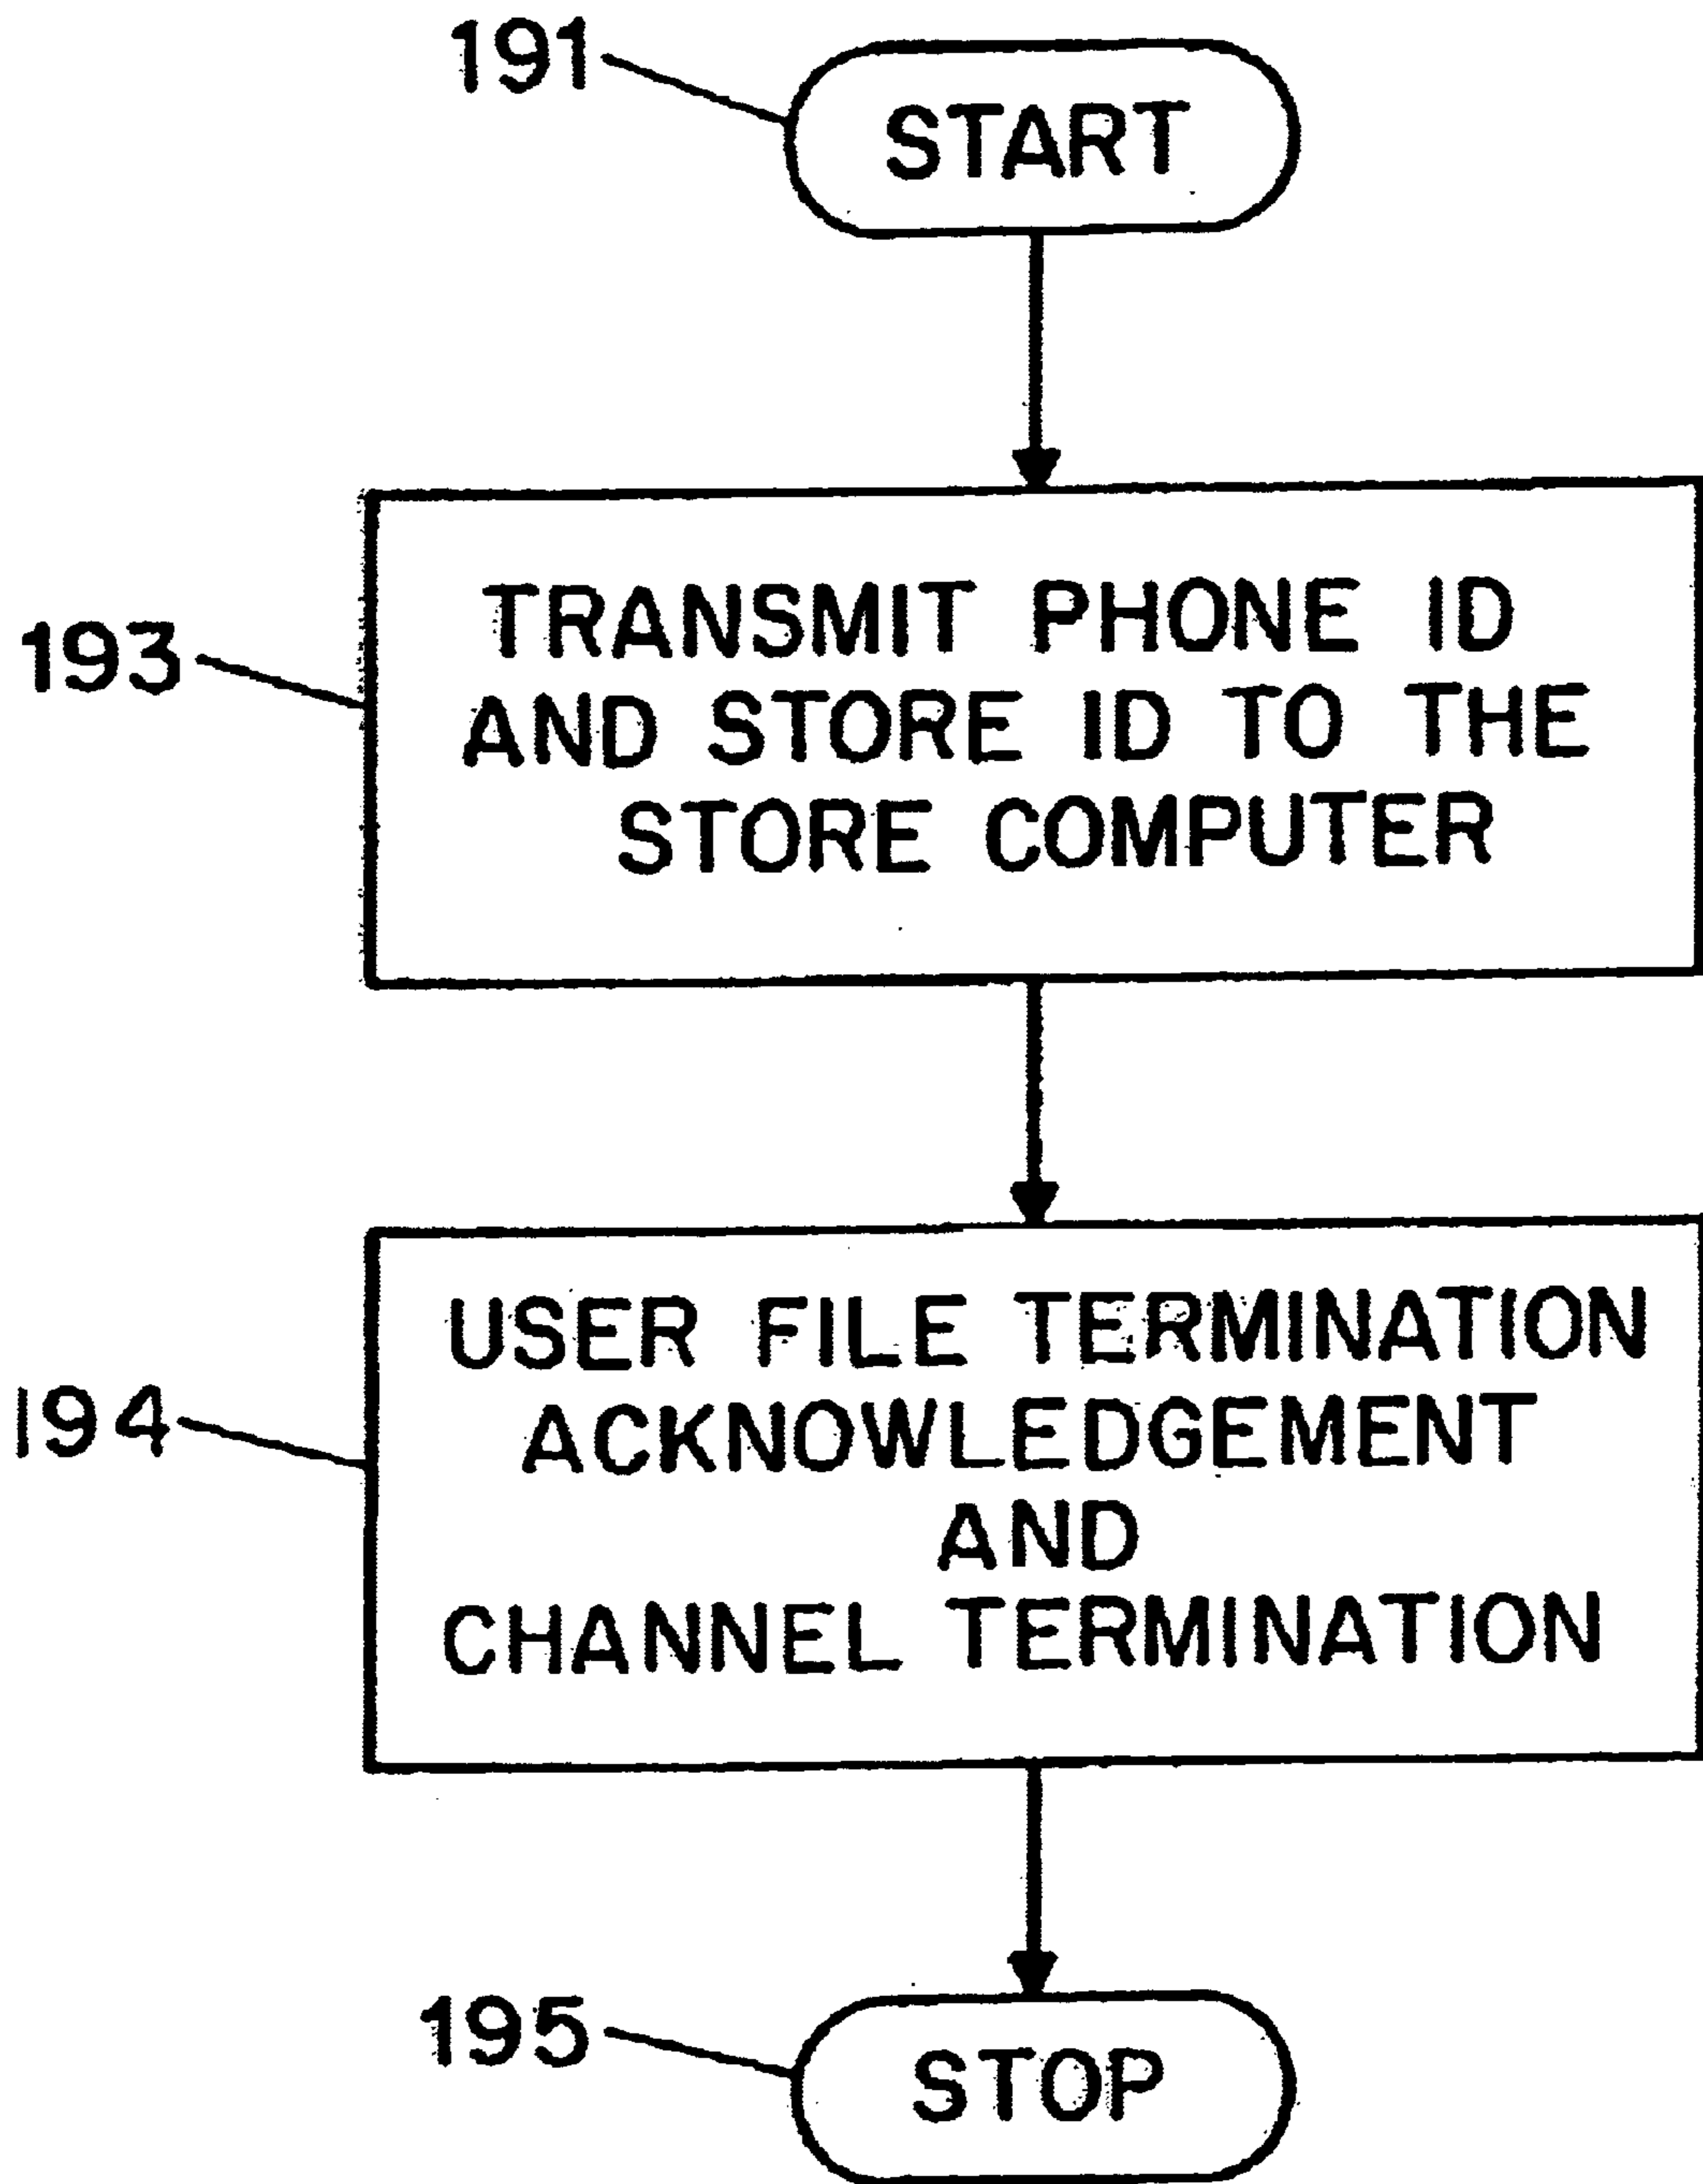 191
START
193
TRANSMIT PHONE ID
AND STORE ID TO THE
STORE COMPUTER
194
USER FILE TERMINATION
ACKNOWLEDGEMENT
AND
CHANNEL TERMINATION
195
STOP